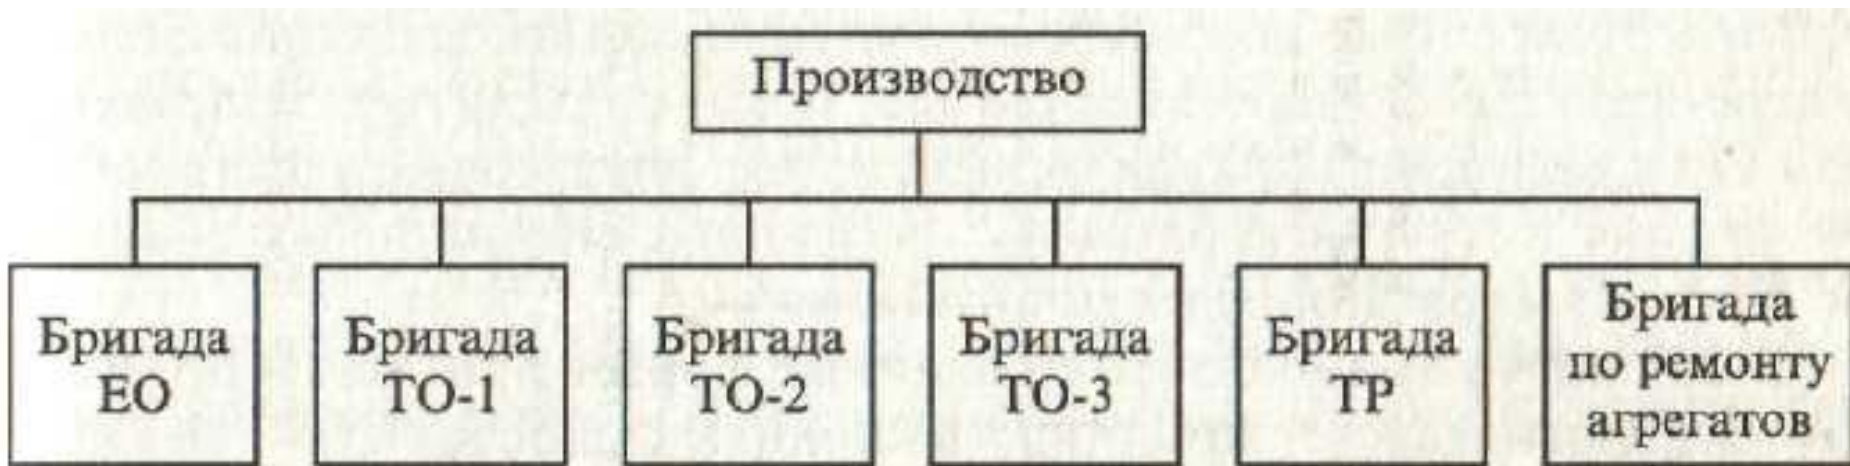 Производство
Бригада
ЕО
Бригада
ТО-1
Бригада
ТО-2
Бригада
ТО-3
Бригада
ТР
Бригада
по ремонту
агрегатов